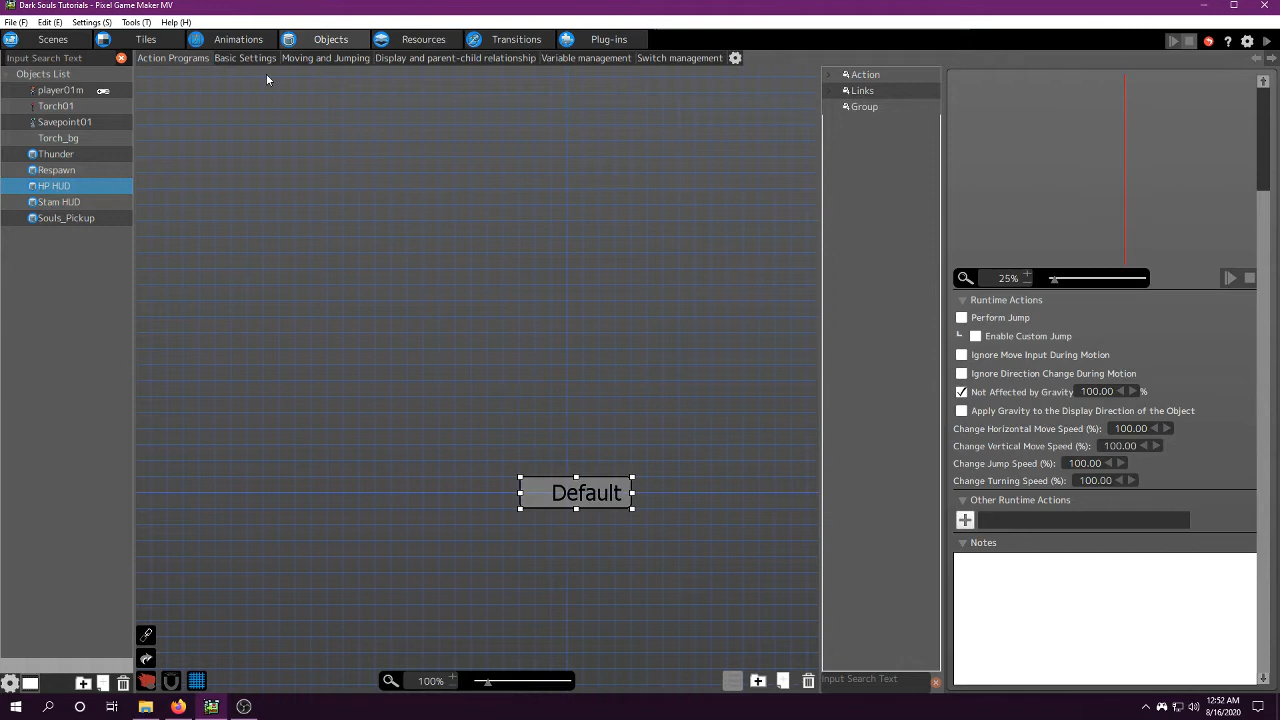 Dark Souls Tutorials - Pixel Game Maker MV
File (F) Edit (E) Settings (S) Tools (T) Help (H)
Scenes Tiles Animations Objects Resources Transitions Plug-ins
Input Search Text Action Programs Basic Settings Moving and Jumping Display and parent-child relationship Variable management Switch management
Objects List
player01m
Torch01
Savepoint01
Torch_bg
Thunder
Respawn
HP HUD
Stam HUD
Souls_Pickup
Default
100%
Action
Links
Group
Input Search Text
25%
Runtime Actions
Perform Jump
Enable Custom Jump
Ignore Move Input During Motion
Ignore Direction Change During Motion
Not Affected by Gravity 100.00 %
Apply Gravity to the Display Direction of the Object
Change Horizontal Move Speed (%): 100.00
Change Vertical Move Speed (%): 100.00
Change Jump Speed (%): 100.00
Change Turning Speed (%): 100.00
Other Runtime Actions
Notes
12:52 AM
8/16/2020